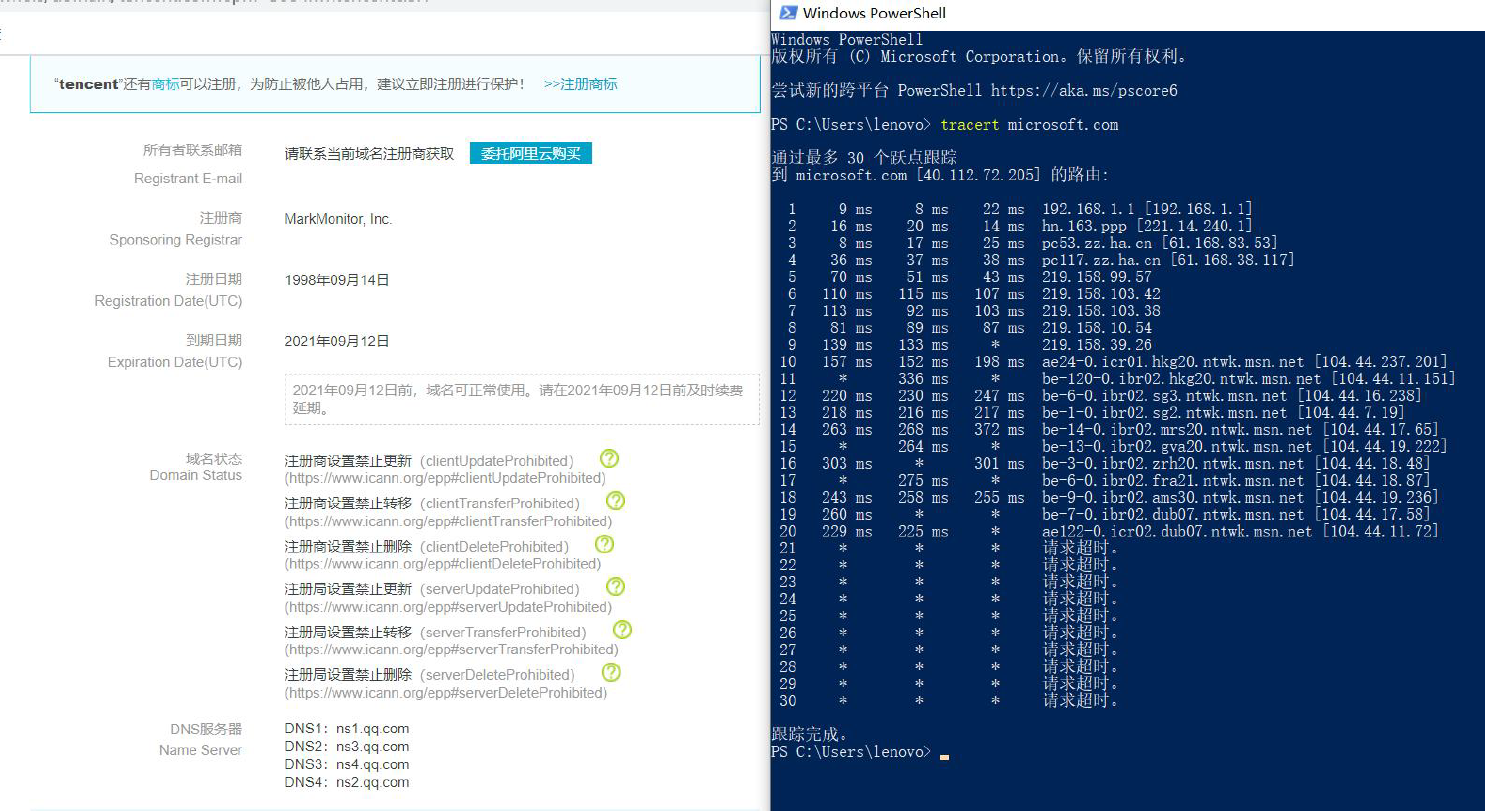 “tencent”还有商标可以注册，为防止被他人占用，建议立即注册进行保护！ >>注册商标
所有者联系邮箱
Registrant E-mail
请联系当前域名注册商获取 委托阿里云购买
注册商
Sponsoring Registrar
MarkMonitor, Inc.
注册日期
Registration Date(UTC)
1998年09月14日
到期日期
Expiration Date(UTC)
2021年09月12日
2021年09月12日前，域名可正常使用。请在2021年09月12日前及时续费
延期。
域名状态
Domain Status
注册商设置禁止更新（clientUpdateProhibited）
(https://www.icann.org/epp#clientUpdateProhibited)
注册商设置禁止转移（clientTransferProhibited）
(https://www.icann.org/epp#clientTransferProhibited)
注册商设置禁止删除（clientDeleteProhibited）
(https://www.icann.org/epp#clientDeleteProhibited)
注册局设置禁止更新（serverUpdateProhibited）
(https://www.icann.org/epp#serverUpdateProhibited)
注册局设置禁止转移（serverTransferProhibited）
(https://www.icann.org/epp#serverTransferProhibited)
注册局设置禁止删除（serverDeleteProhibited）
(https://www.icann.org/epp#serverDeleteProhibited)
DNS服务器
Name Server
DNS1：ns1.qq.com
DNS2：ns3.qq.com
DNS3：ns4.qq.com
DNS4：ns2.qq.com
Windows PowerShell
Windows PowerShell
版权所有 (C) Microsoft Corporation。保留所有权利。
尝试新的跨平台 PowerShell https://aka.ms/pscore6
PS C:\Users\lenovo> tracert microsoft.com
通过最多 30 个跃点跟踪
到 microsoft.com [40.112.72.205] 的路由:
1 9 ms 8 ms 22 ms 192.168.1.1 [192.168.1.1]
2 16 ms 20 ms 14 ms hn.163.ppp [221.14.240.1]
3 8 ms 17 ms 25 ms pc53.zz.ha.cn [61.168.83.53]
4 36 ms 37 ms 38 ms pc117.zz.ha.cn [61.168.38.117]
5 70 ms 51 ms 43 ms 219.158.99.57
6 110 ms 115 ms 107 ms 219.158.103.42
7 113 ms 92 ms 103 ms 219.158.103.38
8 81 ms 89 ms 87 ms 219.158.10.54
9 139 ms 133 ms * 219.158.39.26
10 157 ms 152 ms 198 ms ae24-0.icr01.hkg20.ntwk.msn.net [104.44.237.201]
11 * 336 ms * be-120-0.ibr02.hkg20.ntwk.msn.net [104.44.11.151]
12 220 ms 230 ms 247 ms be-6-0.ibr02.sg3.ntwk.msn.net [104.44.16.238]
13 218 ms 216 ms 217 ms be-1-0.ibr02.sg2.ntwk.msn.net [104.44.7.19]
14 263 ms 268 ms 372 ms be-14-0.ibr02.mrs20.ntwk.msn.net [104.44.17.65]
15 * 264 ms * be-13-0.ibr02.gva20.ntwk.msn.net [104.44.19.222]
16 303 ms * 301 ms be-3-0.ibr02.zrh20.ntwk.msn.net [104.44.18.48]
17 * 275 ms * be-6-0.ibr02.fra21.ntwk.msn.net [104.44.18.87]
18 243 ms 258 ms 255 ms be-9-0.ibr02.ams30.ntwk.msn.net [104.44.19.236]
19 260 ms * * be-7-0.ibr02.dub07.ntwk.msn.net [104.44.17.58]
20 229 ms 225 ms * ae122-0.icr02.dub07.ntwk.msn.net [104.44.11.72]
21 * * * 请求超时。
22 * * * 请求超时。
23 * * * 请求超时。
24 * * * 请求超时。
25 * * * 请求超时。
26 * * * 请求超时。
27 * * * 请求超时。
28 * * * 请求超时。
29 * * * 请求超时。
30 * * * 请求超时。
跟踪完成。
PS C:\Users\lenovo>